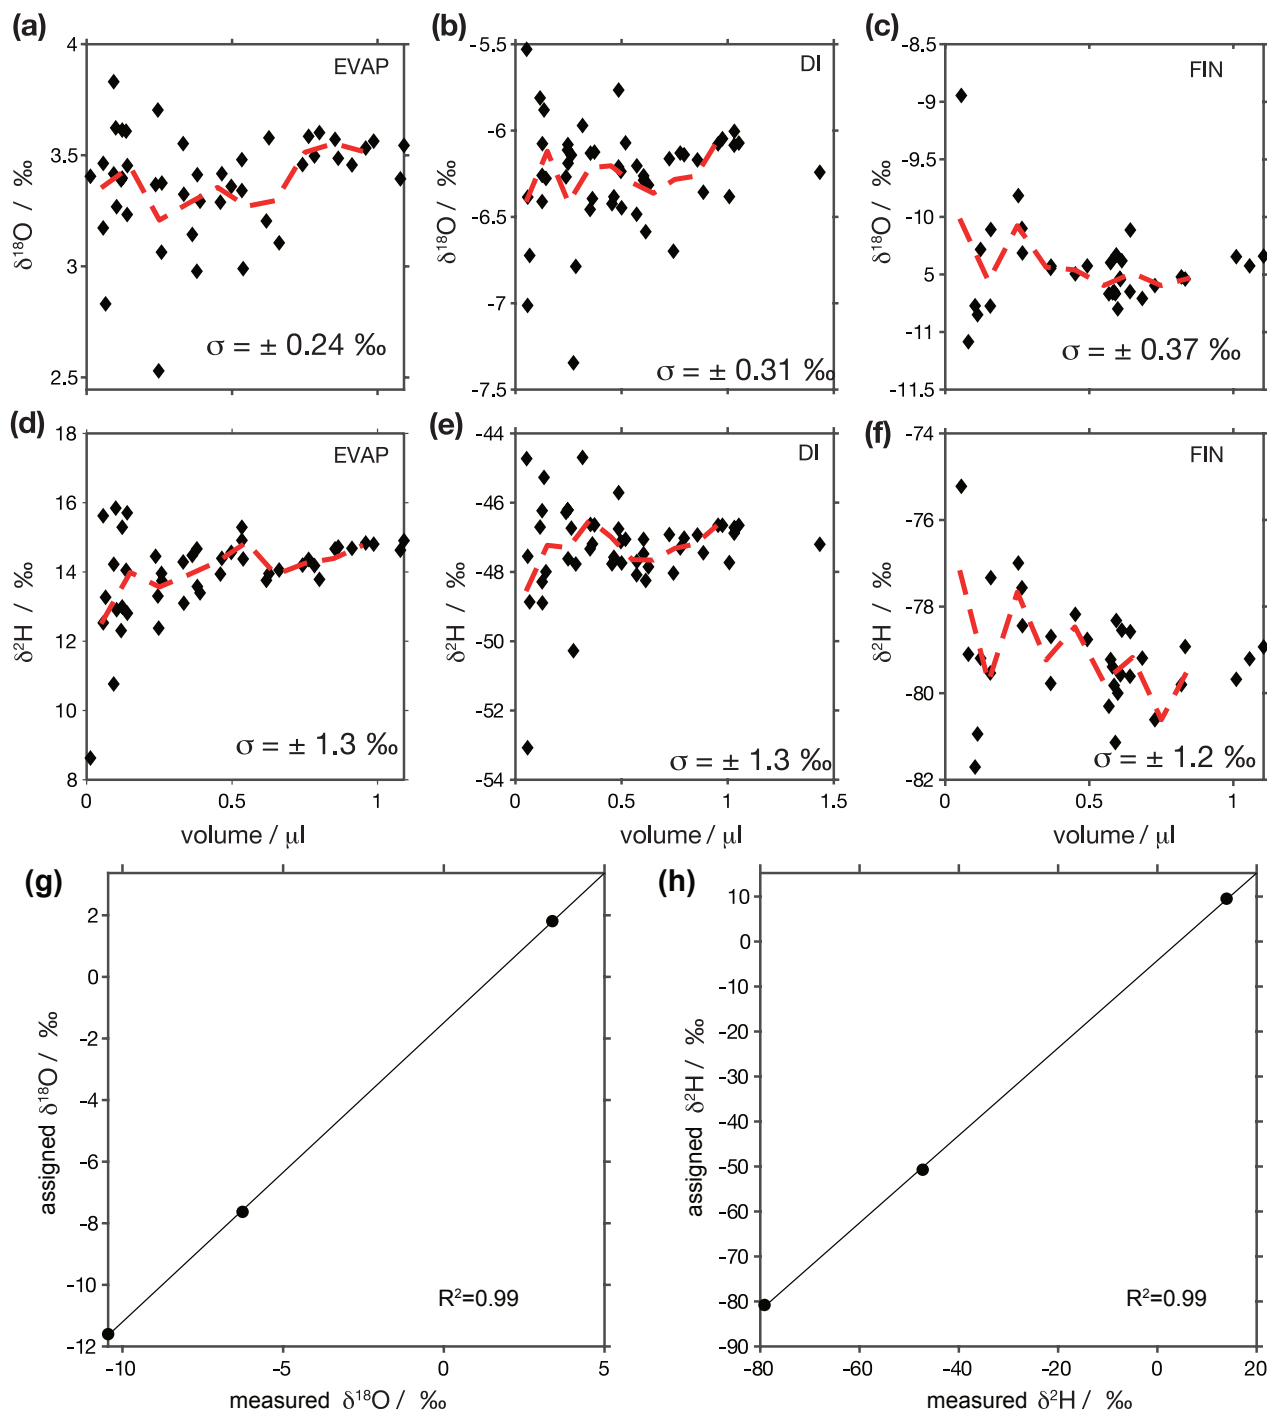 (a)
EVAP
4
3.5
3
2.5
δ¹⁸O / ‰
σ = ± 0.24 ‰
(b)
DI
-5.5
-6
-6.5
-7
-7.5
δ¹⁸O / ‰
σ = ± 0.31 ‰
(c)
FIN
-8.5
-9
-9.5
-10
5
-11
-11.5
δ¹⁸O / ‰
σ = ± 0.37 ‰
(d)
EVAP
18
16
14
12
10
8
δ²H / ‰
σ = ± 1.3 ‰
0 0.5 1
volume / μl
(e)
DI
-44
-46
-48
-50
-52
-54
δ²H / ‰
σ = ± 1.3 ‰
0 0.5 1 1.5
volume / μl
(f)
FIN
-74
-76
-78
-80
-82
δ²H / ‰
σ = ± 1.2 ‰
0 0.5 1
volume / μl
(g)
2
0
−2
−4
−6
−8
−10
−12
assigned δ¹⁸O / ‰
R²=0.99
−10 −5 0 5
measured δ¹⁸O / ‰
(h)
10
0
−10
−20
−30
−40
−50
−60
−70
−80
−90
assigned δ²H / ‰
R²=0.99
−80 −60 −40 −20 0 20
measured δ²H / ‰